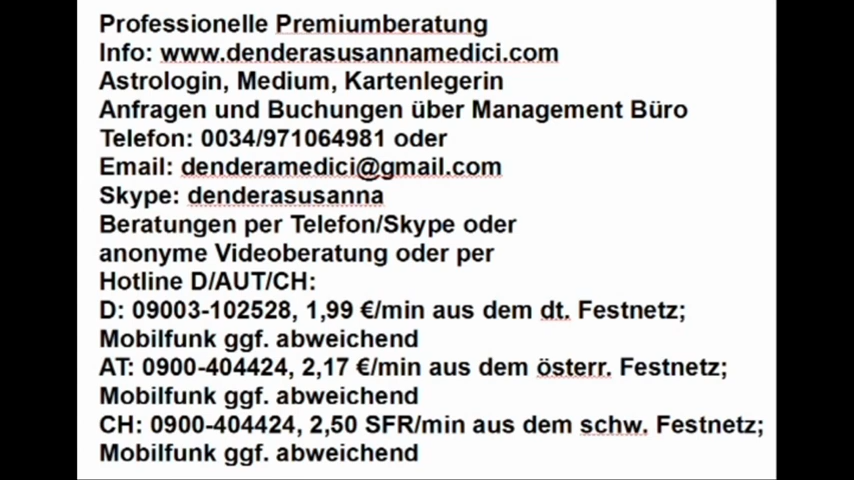 Professionelle Premiumberatung
Info: www.denderasusannamedici.com
Astrologin, Medium, Kartenlegerin
Anfragen und Buchungen über Management Büro
Telefon: 0034/971064981 oder
Email: denderamedici@gmail.com
Skype: denderasusanna
Beratungen per Telefon/Skype oder
anonyme Videoberatung oder per
Hotline D/AUT/CH:
D: 09003-102528, 1,99 €/min aus dem dt. Festnetz;
Mobilfunk ggf. abweichend
AT: 0900-404424, 2,17 €/min aus dem österr. Festnetz;
Mobilfunk ggf. abweichend
CH: 0900-404424, 2,50 SFR/min aus dem schw. Festnetz;
Mobilfunk ggf. abweichend